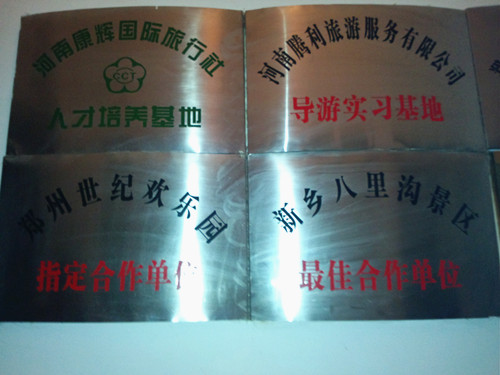 河南康辉国际旅行社
CCT
人才培养基地
河南腾利旅游服务有限公司
导游实习基地
郑州世纪欢乐园
指定合作单位
新乡八里沟景区
最佳合作单位